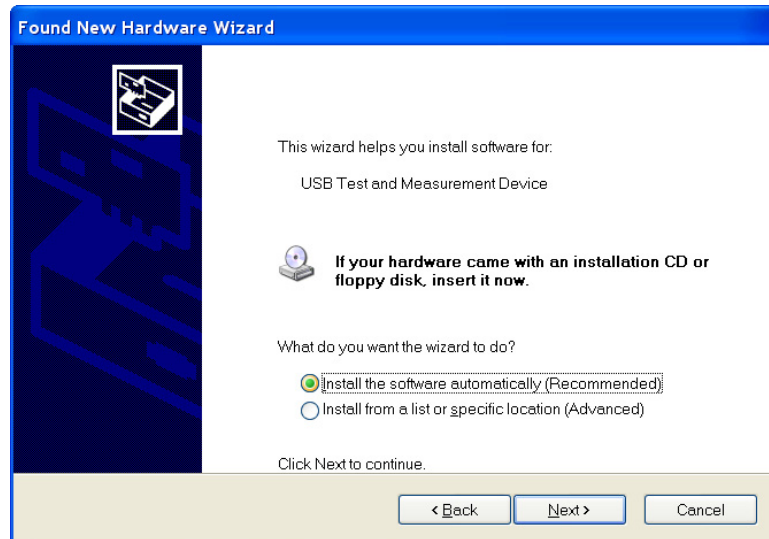 Found New Hardware Wizard
This wizard helps you install software for:
USB Test and Measurement Device
If your hardware came with an installation CD or
floppy disk, insert it now.
What do you want the wizard to do?
Install the software automatically (Recommended)
Install from a list or specific location (Advanced)
Click Next to continue.
< Back Next > Cancel